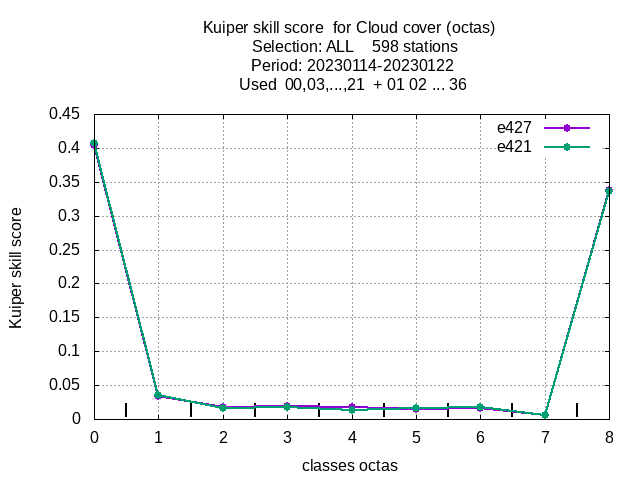 Kuiper skill score  for Cloud cover (octas)
Selection: ALL    598 stations
Period: 20230114-20230122
Used  00,03,...,21  + 01 02 ... 36
e427
e421
0.45
0.4
0.35
0.3
0.25
0.2
0.15
0.1
0.05
0
Kuiper skill score
0 1 2 3 4 5 6 7 8
classes octas